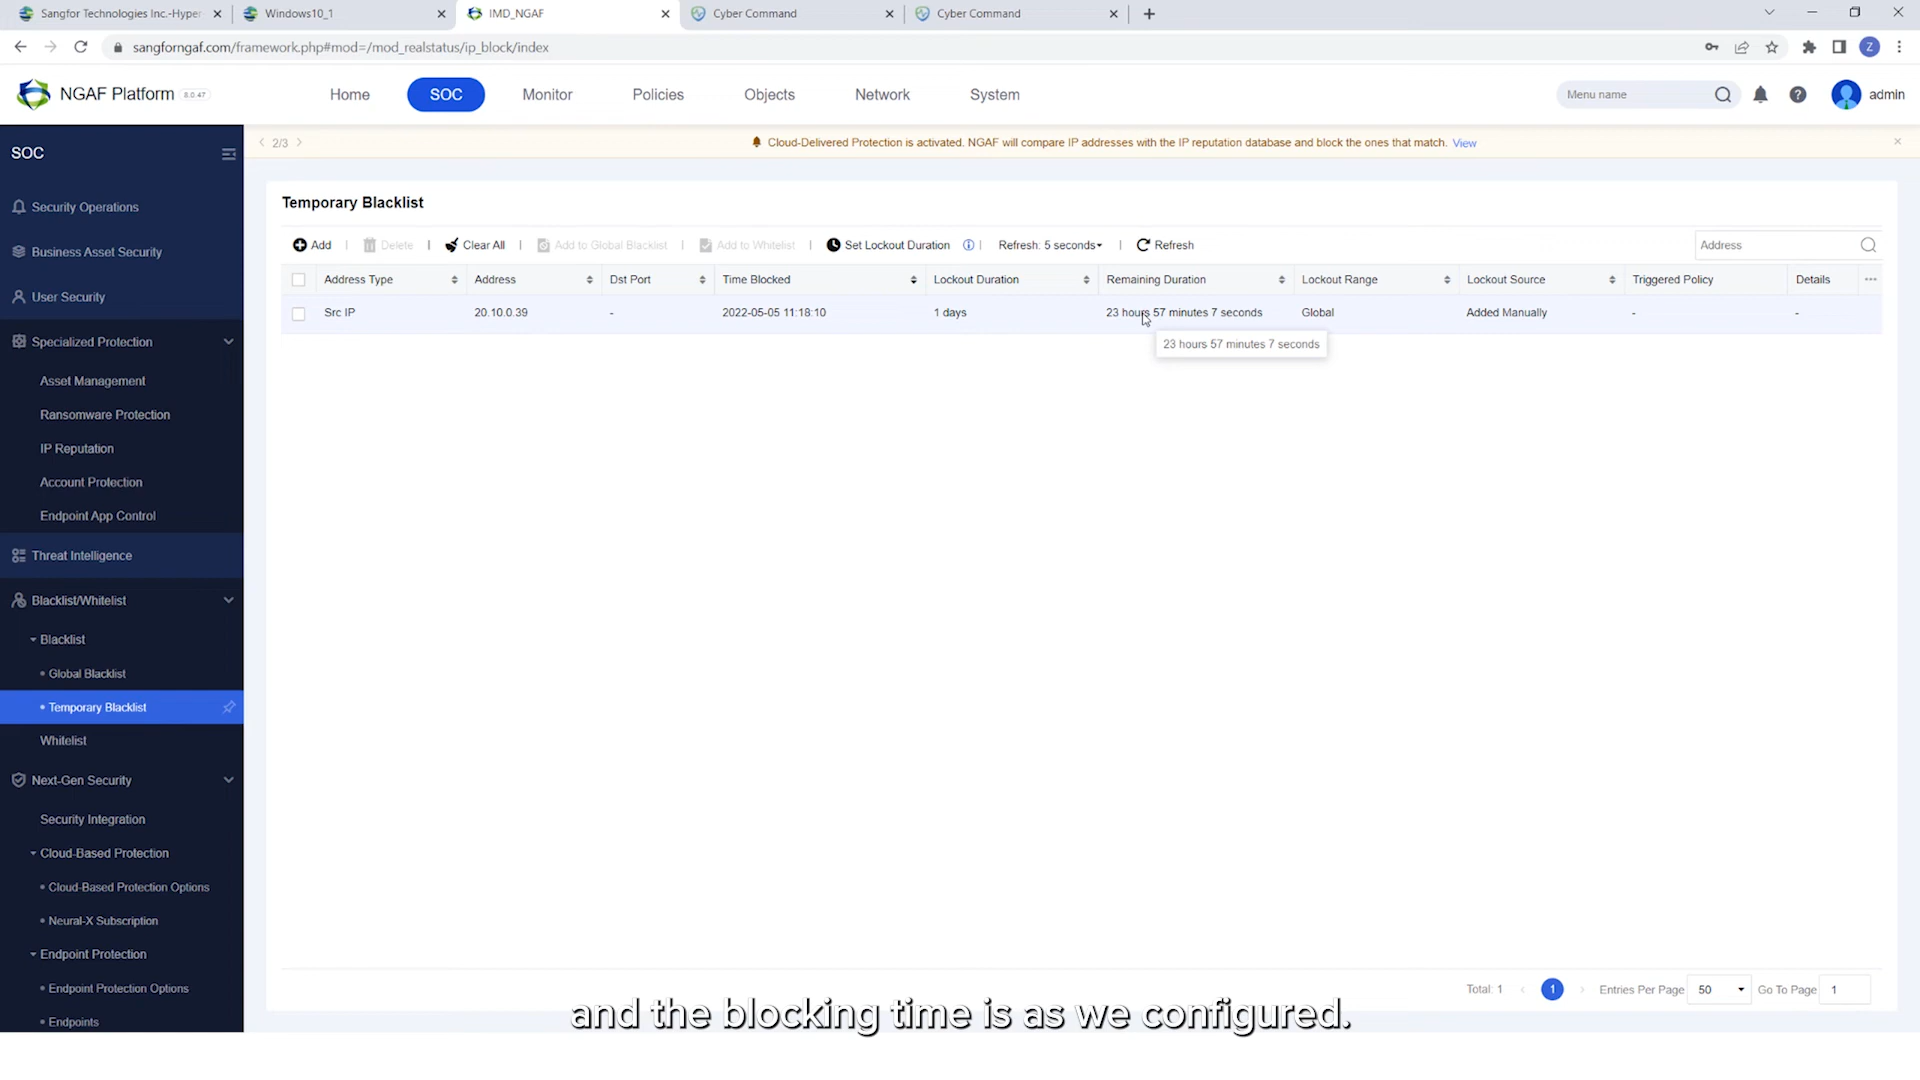 Sangfor Technologies Inc.-Hyper
Windows10_1
IMD_NGAF
Cyber Command
Cyber Command
sangforngaf.com/framework.php#mod=/mod_realstatus/ip_block/index
Z
NGAF Platform 8.0.47
Home
SOC
Monitor
Policies
Objects
Network
System
Menu name
admin
SOC
2/3
Cloud-Delivered Protection is activated. NGAF will compare IP addresses with the IP reputation database and block the ones that match. View
Security Operations
Business Asset Security
User Security
Specialized Protection
Asset Management
Ransomware Protection
IP Reputation
Account Protection
Endpoint App Control
Threat Intelligence
Blacklist/Whitelist
Blacklist
Global Blacklist
Temporary Blacklist
Whitelist
Next-Gen Security
Security Integration
Cloud-Based Protection
Cloud-Based Protection Options
Neural-X Subscription
Endpoint Protection
Endpoint Protection Options
Endpoints
Temporary Blacklist
Add | Delete | Clear All | Add to Global Blacklist | Add to Whitelist | Set Lockout Duration | Refresh: 5 seconds | Refresh
Address
Address Type Address Dst Port Time Blocked Lockout Duration Remaining Duration Lockout Range Lockout Source Triggered Policy Details
Src IP 20.10.0.39 - 2022-05-05 11:18:10 1 days 23 hours 57 minutes 7 seconds Global Added Manually - -
23 hours 57 minutes 7 seconds
Total: 1 1 Entries Per Page 50 Go To Page 1
and the blocking time is as we configured.